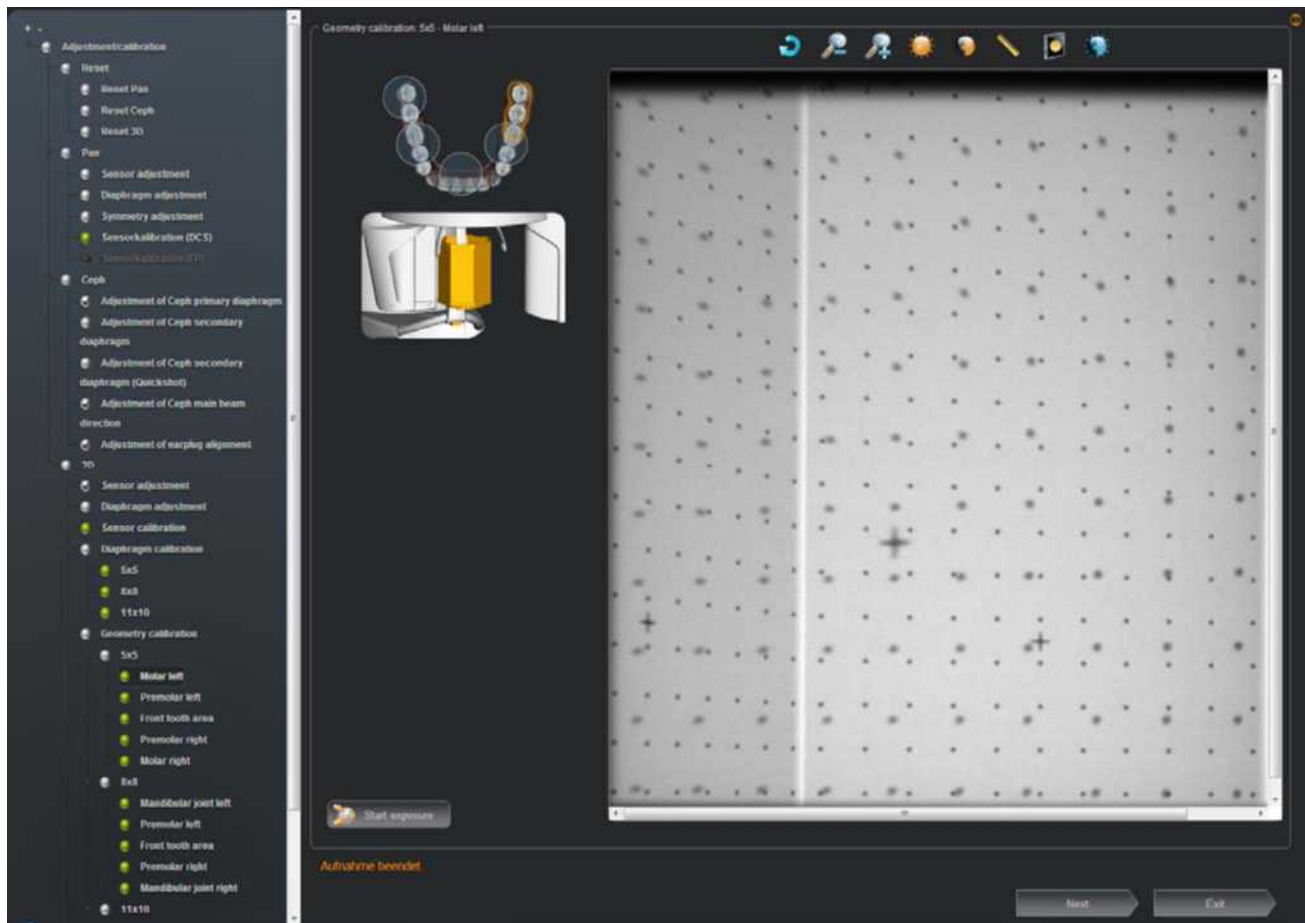 Adjustment/calibration
Reset
Reset Pan
Reset Ceph
Reset 3D
Pan
Sensor adjustment
Diaphragm adjustment
Symmetry adjustment
Sensorkalibration (DCS)
Sensorkalibration (FP)
Ceph
Adjustment of Ceph primary diaphragm
Adjustment of Ceph secondary
diaphragm
Adjustment of Ceph secondary
diaphragm (Quickshot)
Adjustment of Ceph main beam
direction
Adjustment of earplug alignment
3D
Sensor adjustment
Diaphragm adjustment
Sensor calibration
Diaphragm calibration
5x5
8x8
11x10
Geometry calibration
5x5
Molar left
Premolar left
Front tooth area
Premolar right
Molar right
8x8
Mandibular joint left
Premolar left
Front tooth area
Premolar right
Mandibular joint right
11x10
Geometry calibration: 5x5 - Molar left
Start exposure
Aufnahme beendet
Next
Exit